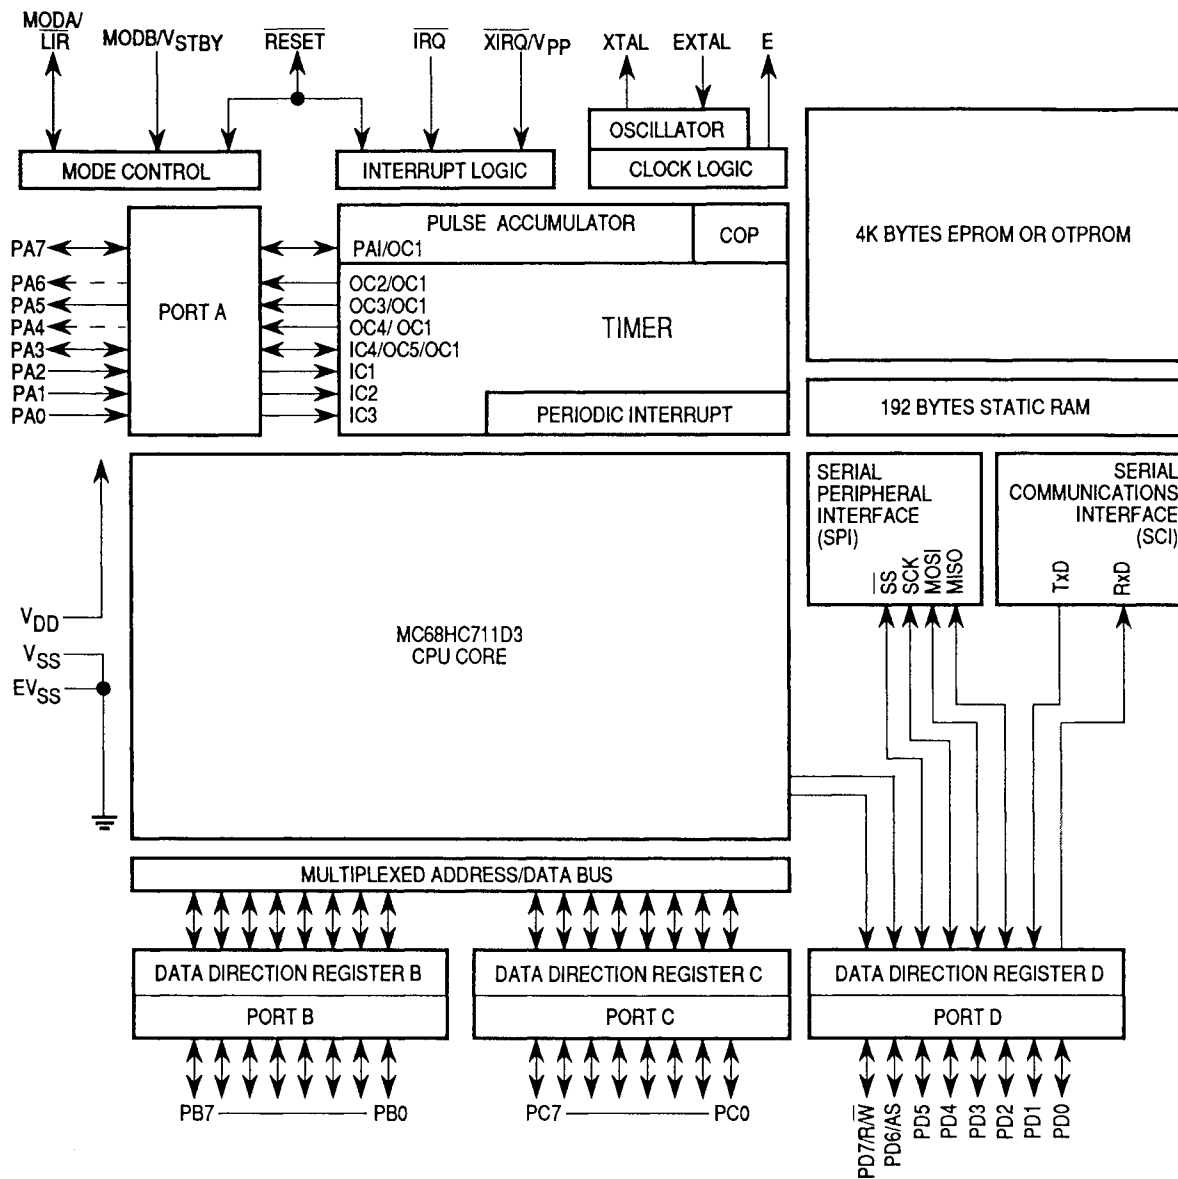 MODA/
LIR
MODB/VSTBY
RESET
IRQ
XIRQ/VPP
XTAL
EXTAL
E
OSCILLATOR
MODE CONTROL
INTERRUPT LOGIC
CLOCK LOGIC
4K BYTES EPROM OR OTPROM
PULSE ACCUMULATOR
COP
PA7
PAI/OC1
PA6
OC2/OC1
PA5
OC3/OC1
PORT A
PA4
OC4/ OC1
TIMER
PA3
IC4/OC5/OC1
PA2
IC1
PA1
IC2
PA0
IC3
PERIODIC INTERRUPT
192 BYTES STATIC RAM
SERIAL
PERIPHERAL
INTERFACE
(SPI)
SS
SCK
MOSI
MISO
SERIAL
COMMUNICATIONS
INTERFACE
(SCI)
TxD
RxD
VDD
VSS
EVSS
MC68HC711D3
CPU CORE
MULTIPLEXED ADDRESS/DATA BUS
DATA DIRECTION REGISTER B
DATA DIRECTION REGISTER C
DATA DIRECTION REGISTER D
PORT B
PORT C
PORT D
PB7
PB0
PC7
PC0
PD7/R/W
PD6/AS
PD5
PD4
PD3
PD2
PD1
PD0